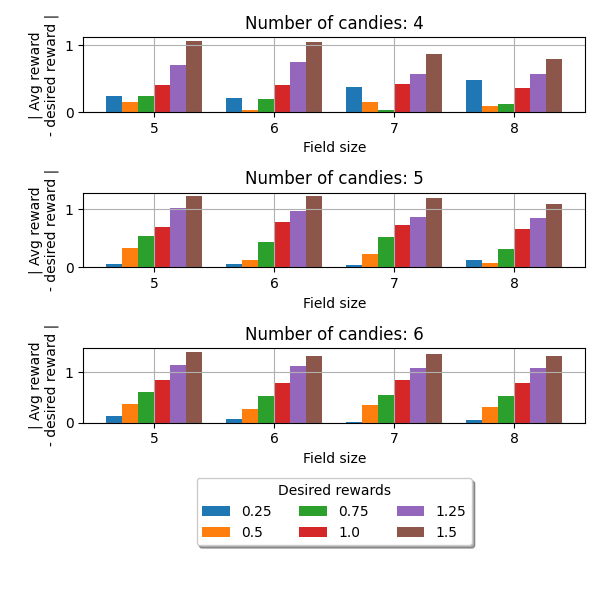 Number of candies: 4
| Avg reward
- desired reward |
1
0
5 6 7 8
Field size
Number of candies: 5
| Avg reward
- desired reward |
1
0
5 6 7 8
Field size
Number of candies: 6
| Avg reward
- desired reward |
1
0
5 6 7 8
Field size
Desired rewards
0.25 0.75 1.25
0.5 1.0 1.5